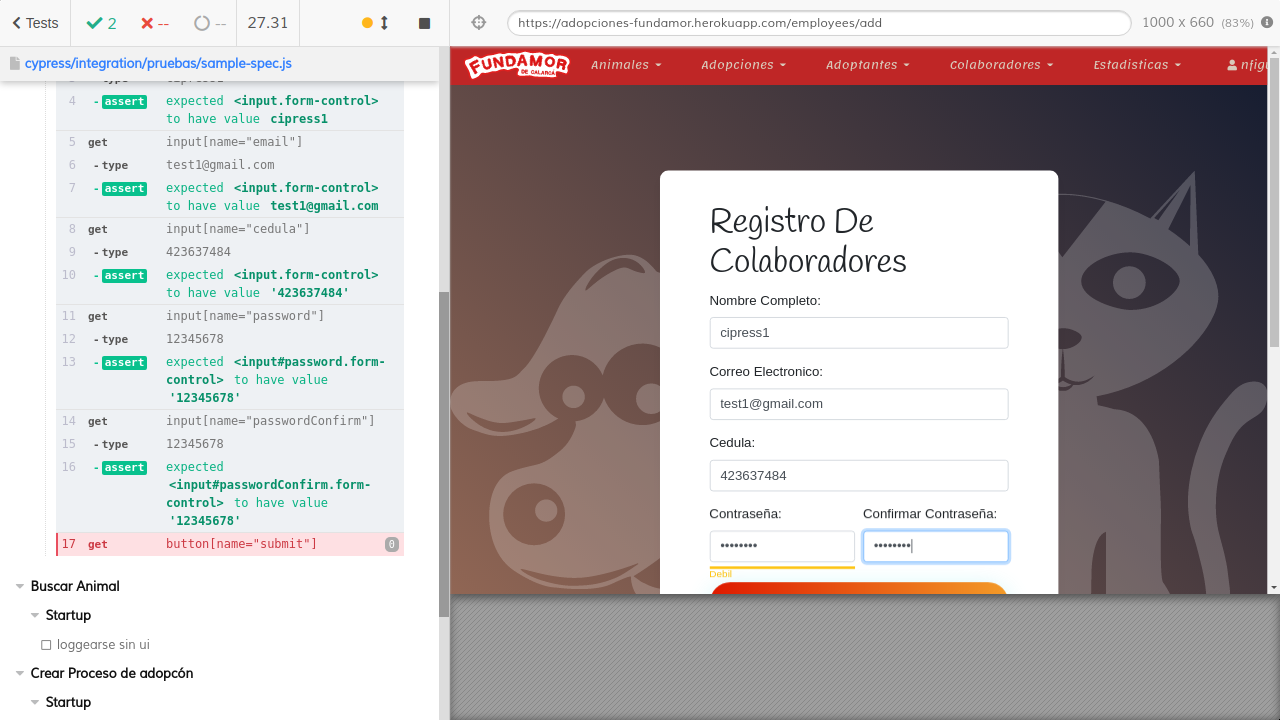 Tests
2
--
--
27.31
https://adopciones-fundamor.herokuapp.com/employees/add
1000 x 660 (83%)
cypress/integration/pruebas/sample-spec.js
4 -assert expected <input.form-control>
to have value cipress1
5 get input[name="email"]
6 -type test1@gmail.com
7 -assert expected <input.form-control>
to have value test1@gmail.com
8 get input[name="cedula"]
9 -type 423637484
10 -assert expected <input.form-control>
to have value '423637484'
11 get input[name="password"]
12 -type 12345678
13 -assert expected <input#password.form-
control> to have value
'12345678'
14 get input[name="passwordConfirm"]
15 -type 12345678
16 -assert expected
<input#passwordConfirm.form-
control> to have value
'12345678'
17 get button[name="submit"] 0
Buscar Animal
Startup
loggearse sin ui
Crear Proceso de adopcón
Startup
FUNDAMOR
DE CALARCÁ
Animales
Adopciones
Adoptantes
Colaboradores
Estadisticas
nfigu
Registro De
Colaboradores
Nombre Completo:
cipress1
Correo Electronico:
test1@gmail.com
Cedula:
423637484
Contraseña: Confirmar Contraseña:
•••••••• ••••••••
Debil